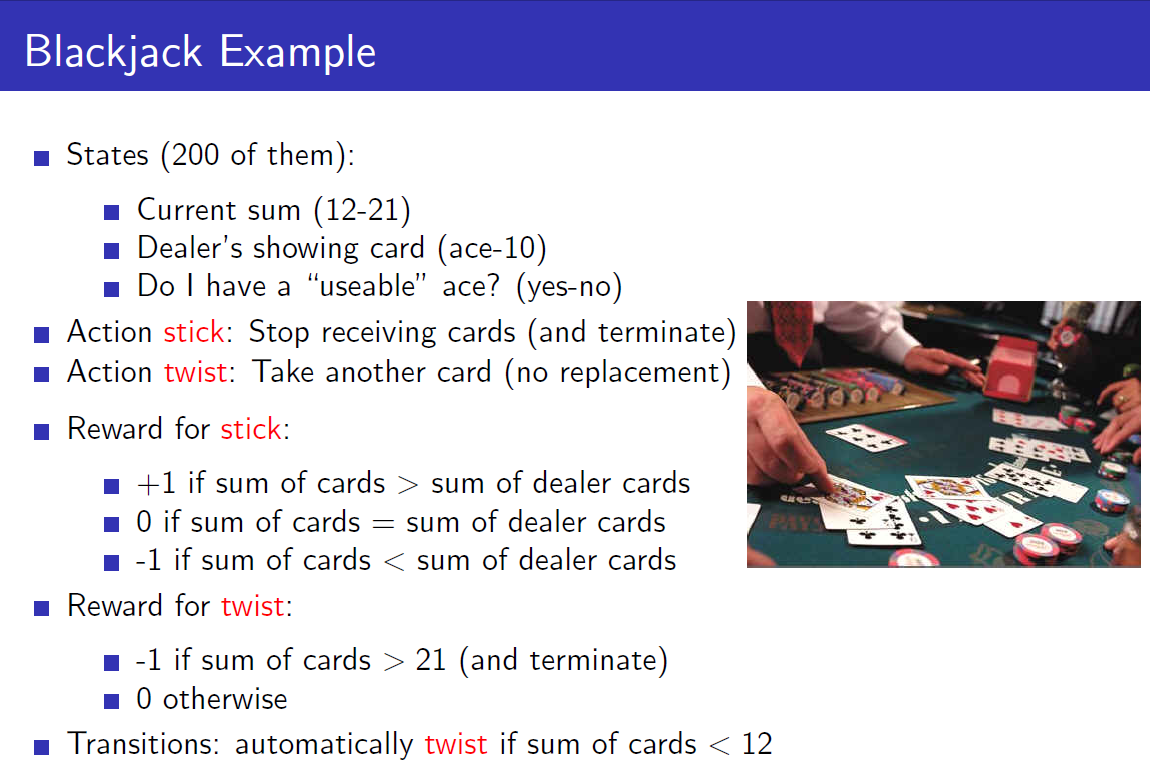 Blackjack Example
States (200 of them):
Current sum (12-21)
Dealer's showing card (ace-10)
Do I have a “useable” ace? (yes-no)
Action stick: Stop receiving cards (and terminate)
Action twist: Take another card (no replacement)
Reward for stick:
+1 if sum of cards > sum of dealer cards
0 if sum of cards = sum of dealer cards
-1 if sum of cards < sum of dealer cards
Reward for twist:
-1 if sum of cards > 21 (and terminate)
0 otherwise
Transitions: automatically twist if sum of cards < 12
PAYS